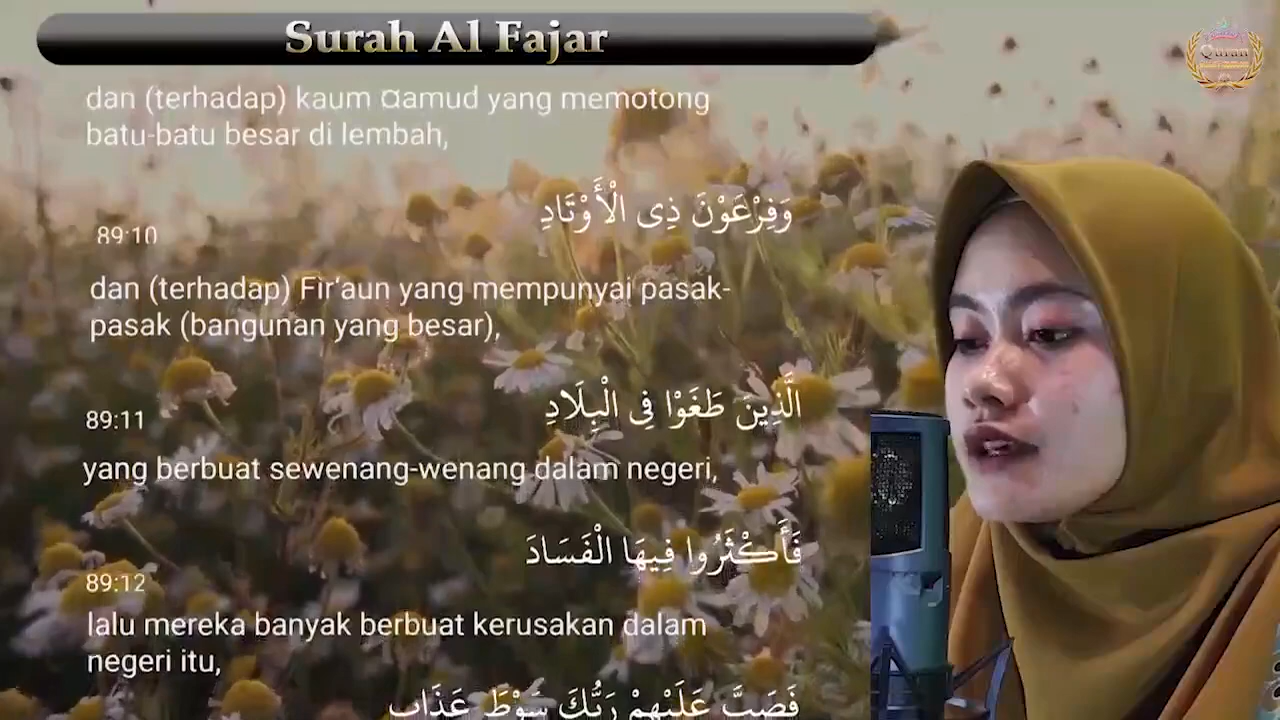 Surah Al Fajar
Quran
dan (terhadap) kaum Ϙamud yang memotong
batu-batu besar di lembah,
وَفِرْعَوْنَ ذِى الْأَوْتَادِ
89:10
dan (terhadap) Fir‘aun yang mempunyai pasak-
pasak (bangunan yang besar),
الَّذِينَ طَغَوْا فِى الْبِلَادِ
89:11
yang berbuat sewenang-wenang dalam negeri,
فَأَكْثَرُوا فِيهَا الْفَسَادَ
89:12
lalu mereka banyak berbuat kerusakan dalam
negeri itu,
فَصَبَّ عَلَيْهِمْ رَبُّكَ سَوْطَ عَذَابٍ